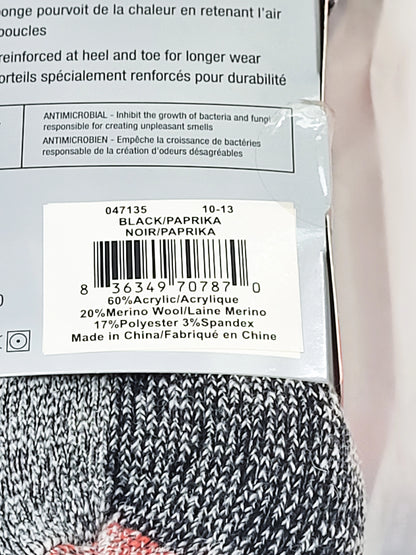 onge pourvoit de la chaleur en retenant l'air
boucles
reinforced at heel and toe for longer wear
orteils spécialement renforcés pour durabilité
ANTIMICROBIAL - Inhibit the growth of bacteria and fungi
responsible for creating unpleasant smells
ANTIMICROBIEN - Empêche la croissance de bactéries
responsable de la création d'odeurs désagréables
047135 10-13
BLACK/PAPRIKA
NOIR/PAPRIKA
8 36349 70787 0
60%Acrylic/Acrylique
20%Merino Wool/Laine Merino
17%Polyester 3%Spandex
Made in China/Fabriqué en Chine